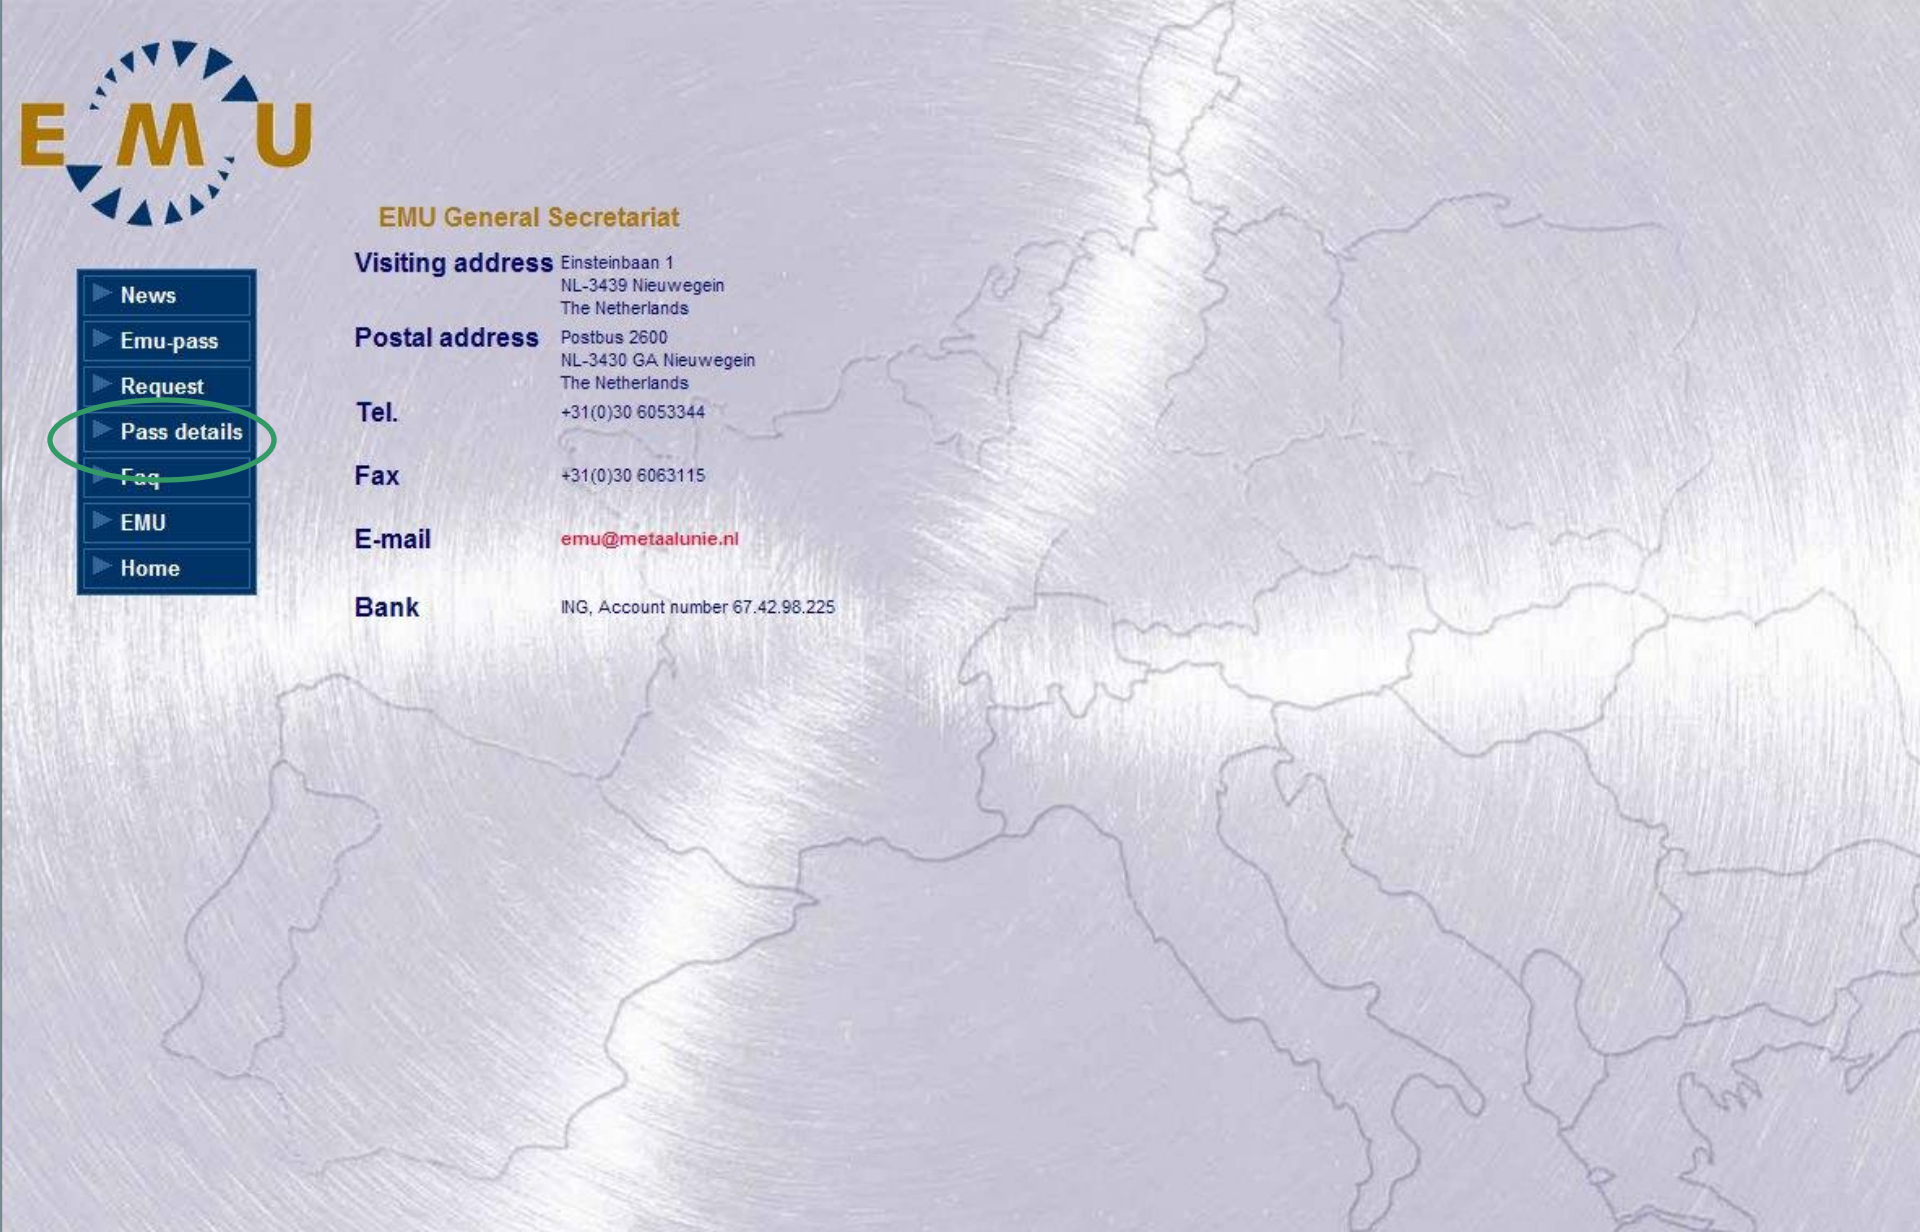 E M U
News
Emu-pass
Request
Pass details
Faq
EMU
Home
EMU General Secretariat
Visiting address Einsteinbaan 1
NL-3439 Nieuwegein
The Netherlands
Postal address Postbus 2600
NL-3430 GA Nieuwegein
The Netherlands
Tel. +31(0)30 6053344
Fax +31(0)30 6063115
E-mail emu@metaalunie.nl
Bank ING, Account number 67.42.98.225